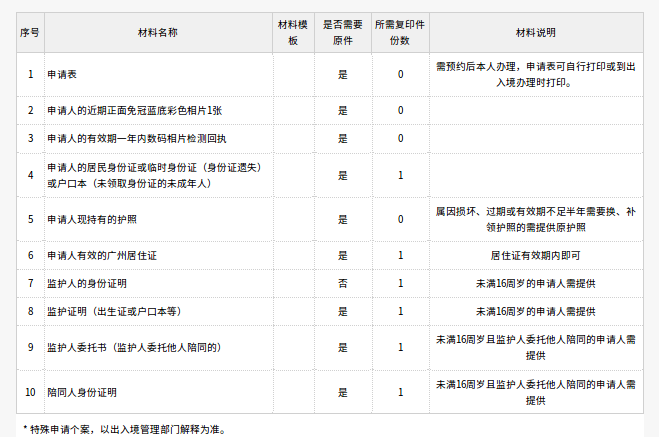 序号 材料名称 材料模板 是否需要原件 所需复印件份数 材料说明
1 申请表 是 0 需预约后本人办理，申请表可自行打印或到出入境办理时打印。
2 申请人的近期正面免冠蓝底彩色相片1张 是 0
3 申请人的有效期一年内数码相片检测回执 是 0
4 申请人的居民身份证或临时身份证（身份证遗失）或户口本（未领取身份证的未成年人） 是 1
5 申请人现持有的护照 是 0 属因损坏、过期或有效期不足半年需要换、补领护照的需提供原护照
6 申请人有效的广州居住证 是 1 居住证有效期内即可
7 监护人的身份证明 否 1 未满16周岁的申请人需提供
8 监护证明（出生证或户口本等） 是 1 未满16周岁的申请人需提供
9 监护人委托书（监护人委托他人陪同的） 是 1 未满16周岁且监护人委托他人陪同的申请人需提供
10 陪同人身份证明 是 1 未满16周岁且监护人委托他人陪同的申请人需提供
* 特殊申请个案，以出入境管理部门解释为准。